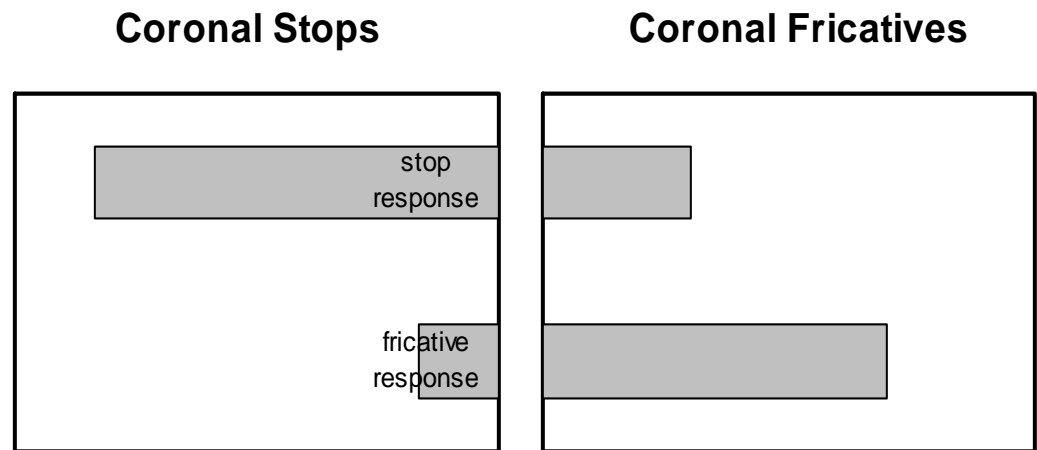 Coronal Stops
Coronal Fricatives
stop
response
fricative
response